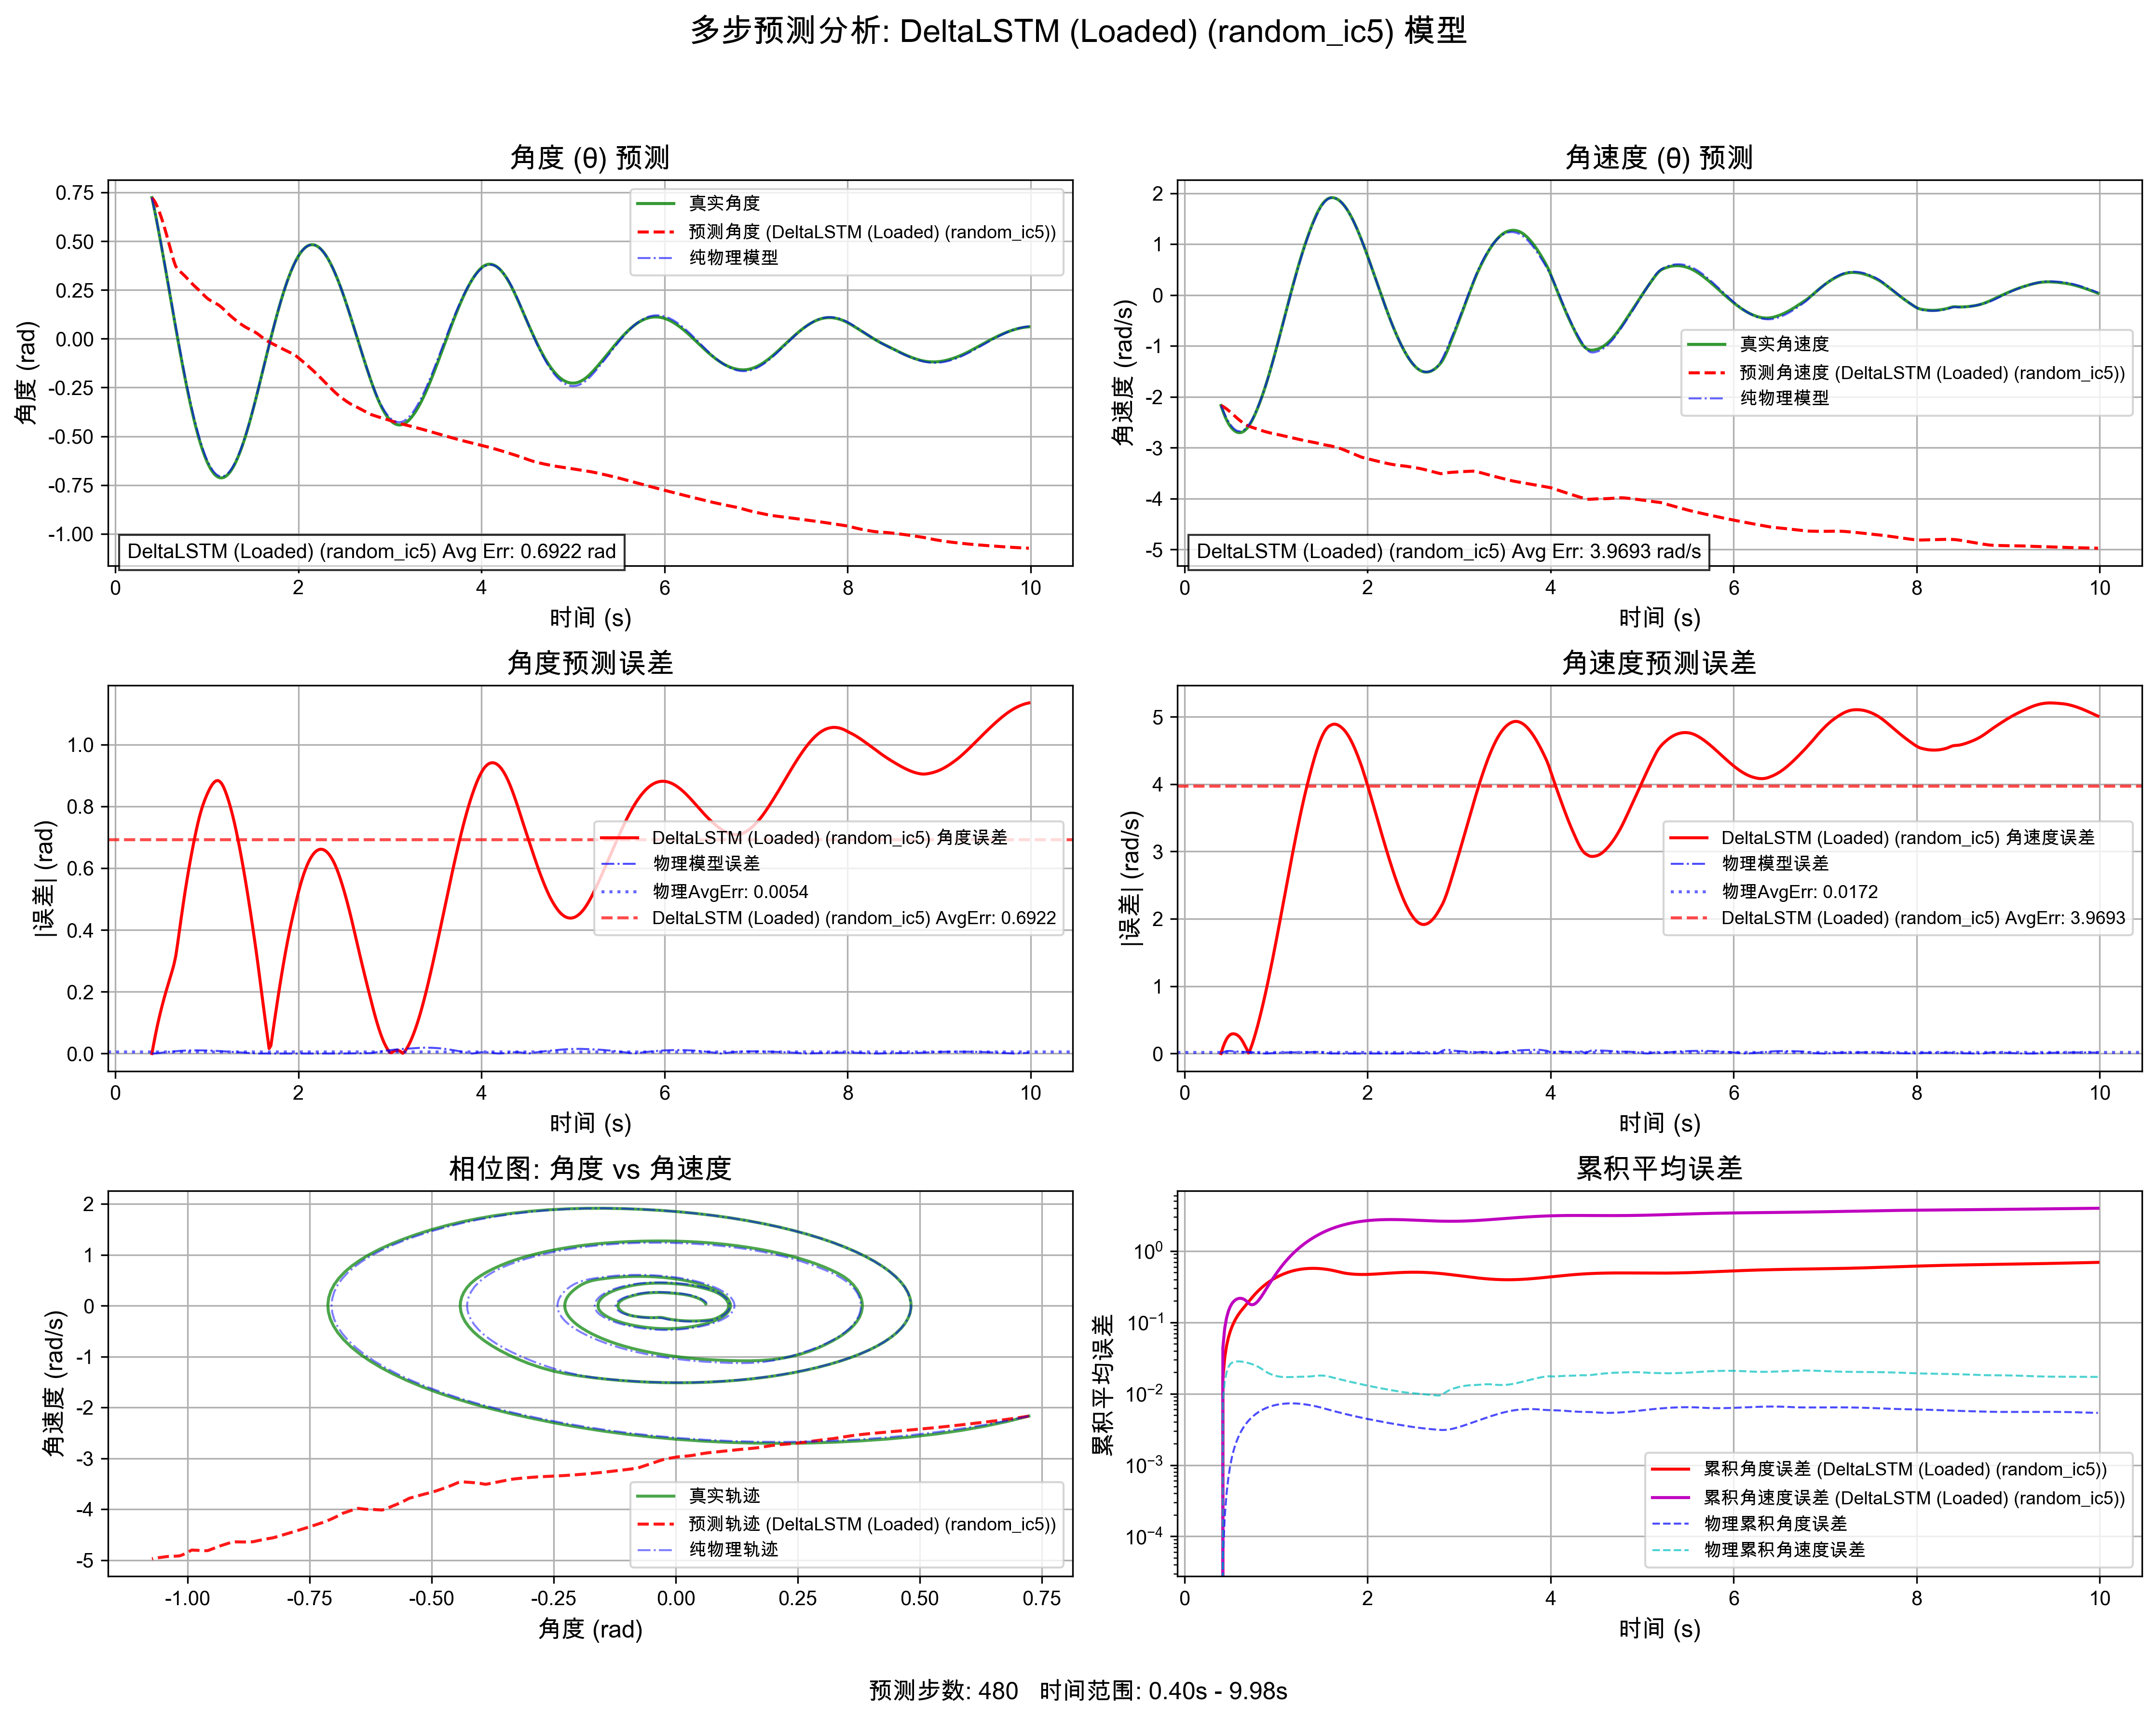 多步预测分析: DeltaLSTM (Loaded) (random_ic5) 模型
角度 (θ) 预测
0.75
0.50
0.25
0.00
-0.25
-0.50
-0.75
-1.00
角度 (rad)
真实角度
预测角度 (DeltaLSTM (Loaded) (random_ic5))
纯物理模型
DeltaLSTM (Loaded) (random_ic5) Avg Err: 0.6922 rad
0 2 4 6 8 10
时间 (s)
角速度 (θ̇) 预测
2
1
0
-1
-2
-3
-4
-5
角速度 (rad/s)
真实角速度
预测角速度 (DeltaLSTM (Loaded) (random_ic5))
纯物理模型
DeltaLSTM (Loaded) (random_ic5) Avg Err: 3.9693 rad/s
0 2 4 6 8 10
时间 (s)
角度预测误差
1.0
0.8
0.6
0.4
0.2
0.0
|误差| (rad)
DeltaLSTM (Loaded) (random_ic5) 角度误差
物理模型误差
物理AvgErr: 0.0054
DeltaLSTM (Loaded) (random_ic5) AvgErr: 0.6922
0 2 4 6 8 10
时间 (s)
角速度预测误差
5
4
3
2
1
0
|误差| (rad/s)
DeltaLSTM (Loaded) (random_ic5) 角速度误差
物理模型误差
物理AvgErr: 0.0172
DeltaLSTM (Loaded) (random_ic5) AvgErr: 3.9693
0 2 4 6 8 10
时间 (s)
相位图: 角度 vs 角速度
2
1
0
-1
-2
-3
-4
-5
角速度 (rad/s)
真实轨迹
预测轨迹 (DeltaLSTM (Loaded) (random_ic5))
纯物理轨迹
-1.00 -0.75 -0.50 -0.25 0.00 0.25 0.50 0.75
角度 (rad)
累积平均误差
10⁰
10⁻¹
10⁻²
10⁻³
10⁻⁴
累积平均误差
累积角度误差 (DeltaLSTM (Loaded) (random_ic5))
累积角速度误差 (DeltaLSTM (Loaded) (random_ic5))
物理累积角度误差
物理累积角速度误差
0 2 4 6 8 10
时间 (s)
预测步数: 480 时间范围: 0.40s - 9.98s